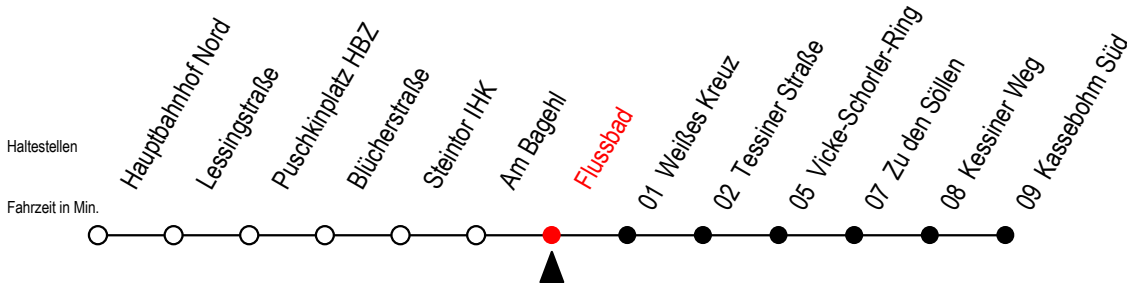 Haltestellen
Fahrzeit in Min.
Hauptbahnhof Nord
Lessingstraße
Puschkinplatz HBZ
Blücherstraße
Steintor IHK
Am Bagehl
Flussbad
01 Weißes Kreuz
02 Tessiner Straße
05 Vicke-Schorler-Ring
07 Zu den Söllen
08 Kessiner Weg
09 Kassebohm Süd